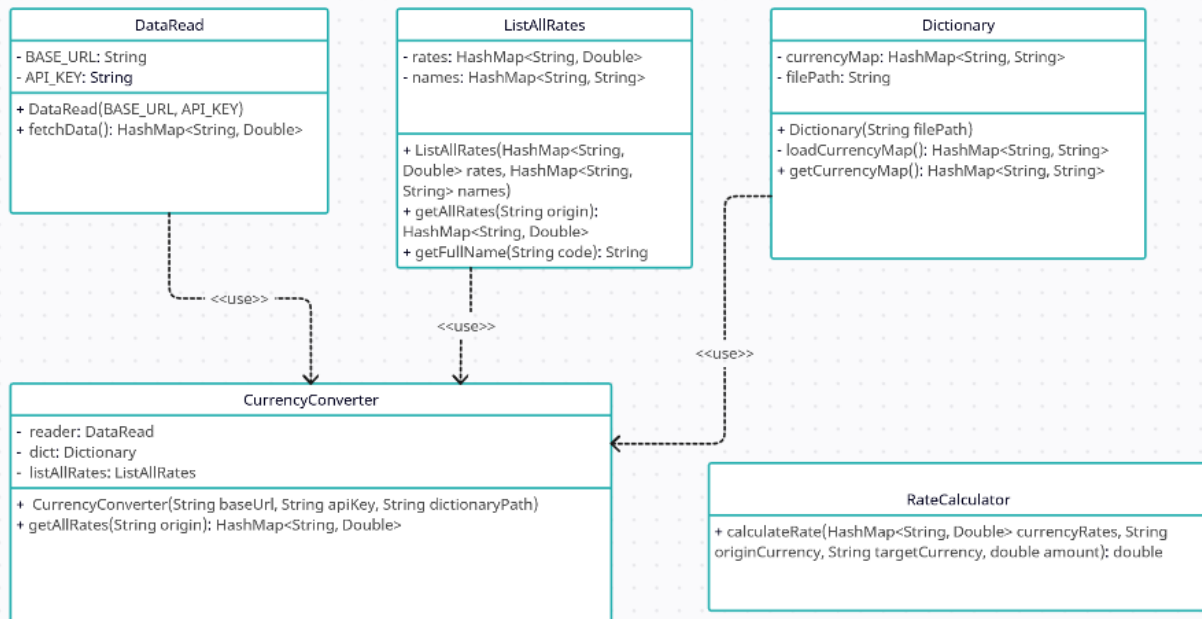 DataRead
- BASE_URL: String
- API_KEY: String
+ DataRead(BASE_URL, API_KEY)
+ fetchData(): HashMap<String, Double>
ListAllRates
- rates: HashMap<String, Double>
- names: HashMap<String, String>
+ ListAllRates(HashMap<String,
Double> rates, HashMap<String,
String> names)
+ getAllRates(String origin):
HashMap<String, Double>
+ getFullName(String code): String
Dictionary
- currencyMap: HashMap<String, String>
- filePath: String
+ Dictionary(String filePath)
- loadCurrencyMap(): HashMap<String, String>
+ getCurrencyMap(): HashMap<String, String>
<<use>>
<<use>>
<<use>>
CurrencyConverter
- reader: DataRead
- dict: Dictionary
- listAllRates: ListAllRates
+ CurrencyConverter(String baseUrl, String apiKey, String dictionaryPath)
+ getAllRates(String origin): HashMap<String, Double>
RateCalculator
+ calculateRate(HashMap<String, Double> currencyRates, String
originCurrency, String targetCurrency, double amount): double